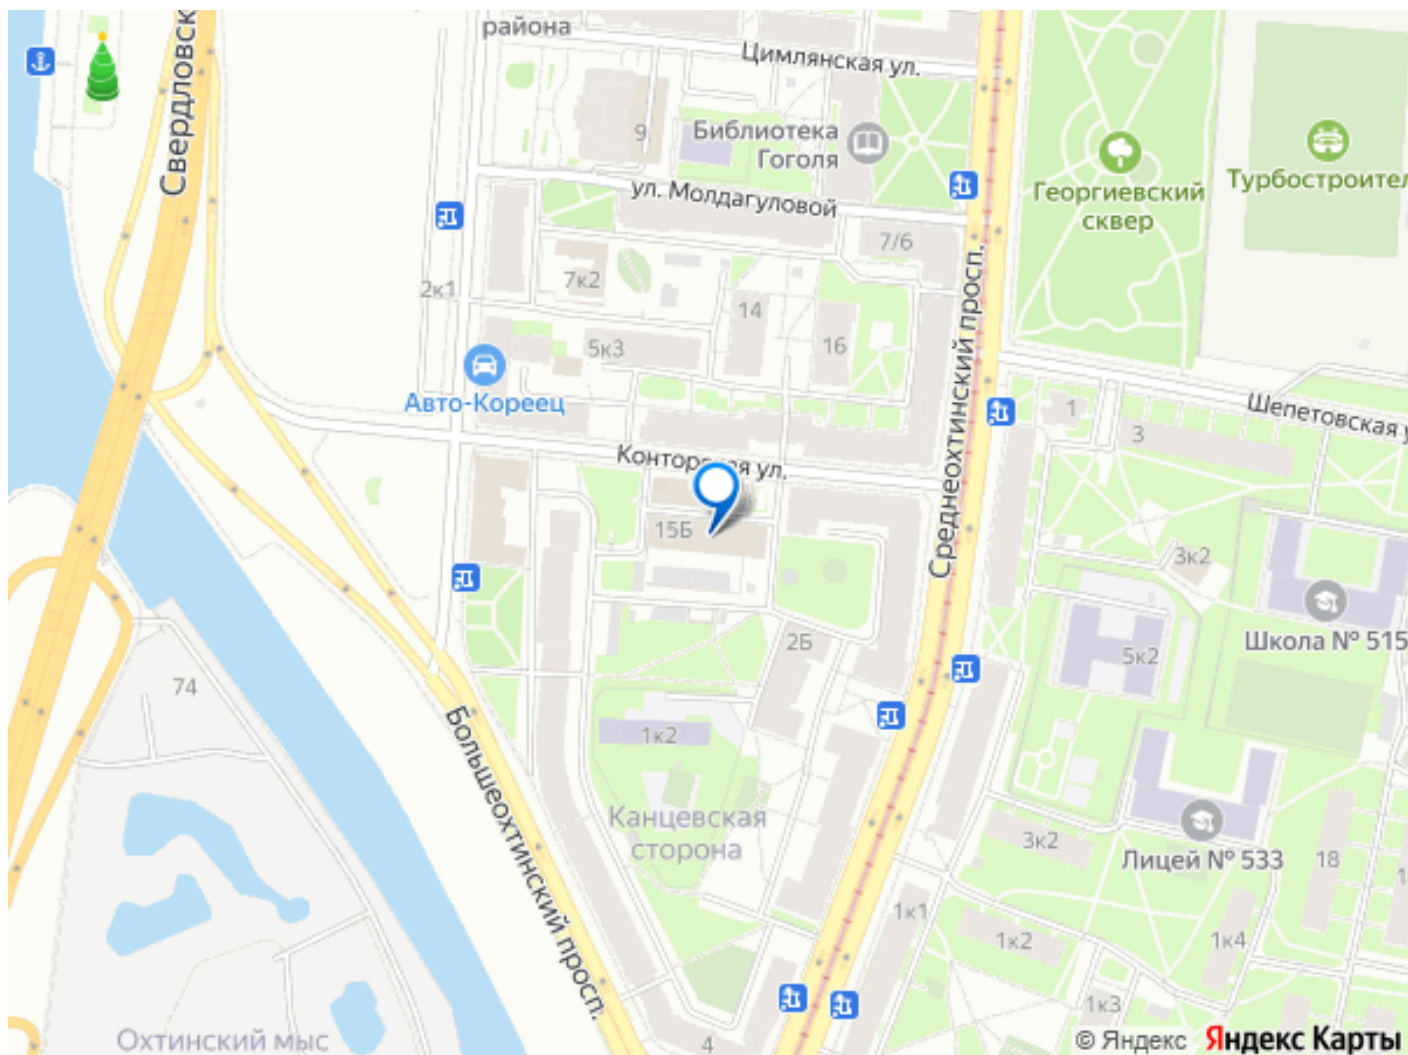 района
Свердловск
Цимлянская ул.
9
Библиотека
Гоголя
Георгиевский
сквер
Турбостроител
ул. Молдагуловой
7/6
7к2
2к1
14
16
5к3
Авто-Кореец
Среднеохтинский просп.
1
3
Шепетовская у
Конторская ул.
15Б
3к2
Школа № 515
2Б
5к2
74
1к2
Большеохтинский просп.
Канцевская
сторона
3к2
Лицей № 533
18
1
1к1
1к2
1к4
1к3
Охтинский мыс
4
© Яндекс Яндекс Карты